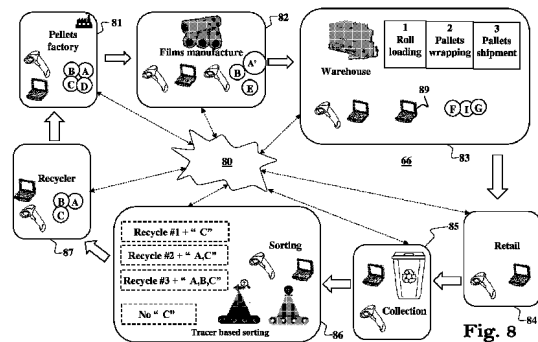 81
Pellets
factory
B A
C D
82
Films manufacture
A'
B
E
1 2 3
Roll loading
Pallets wrapping
Pallets shipment
Warehouse
89
F I G
66
83
80
Recycler
B A
C
87
Recycle #1 + “ C”
Recycle #2 + “ A,C”
Recycle #3 + “ A,B,C”
No “ C”
Sorting
Tracer based sorting
86
85
Collection
Retail
84
Fig. 8